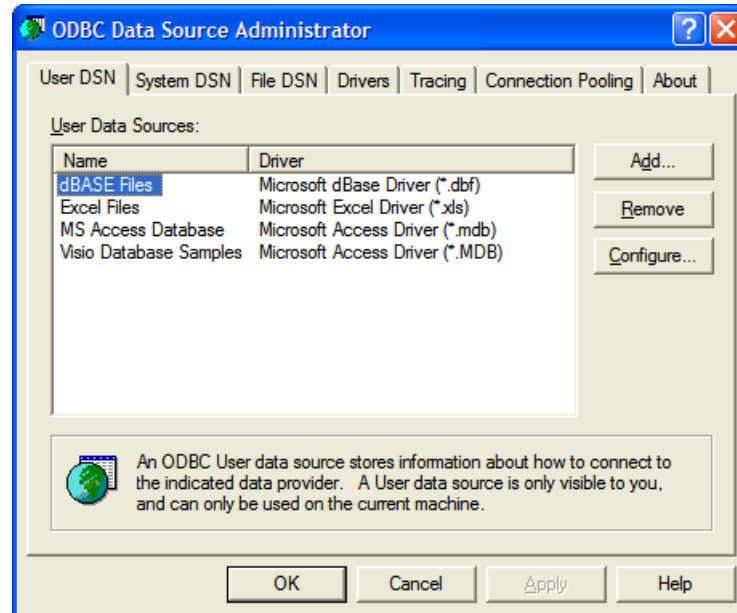 ODBC Data Source Administrator
User DSN System DSN File DSN Drivers Tracing Connection Pooling About
User Data Sources:
Name Driver
dBASE Files Microsoft dBase Driver (*.dbf)
Excel Files Microsoft Excel Driver (*.xls)
MS Access Database Microsoft Access Driver (*.mdb)
Visio Database Samples Microsoft Access Driver (*.MDB)
Add...
Remove
Configure...
An ODBC User data source stores information about how to connect to
the indicated data provider. A User data source is only visible to you,
and can only be used on the current machine.
OK Cancel Apply Help